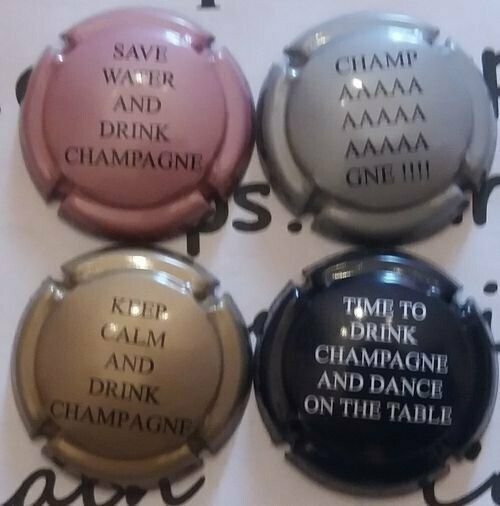 SAVE
WATER
AND
DRINK
CHAMPAGNE
CHAMP
AAAAA
AAAAA
AAAAA
GNE !!!!
KEEP
CALM
AND
DRINK
CHAMPAGNE
TIME TO
DRINK
CHAMPAGNE
AND DANCE
ON THE TABLE
ps.